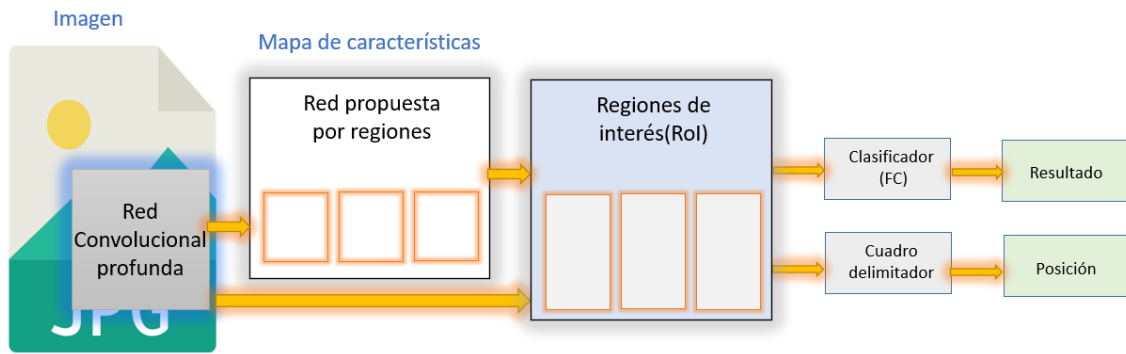 Imagen
Mapa de característicás
Red propuesta
por regiones
Regiones de
interés(RoI)
Red
Convolucional
profunda
JPG
Clasificador
(FC)
Resultado
Cuadro
delimitador
Posición